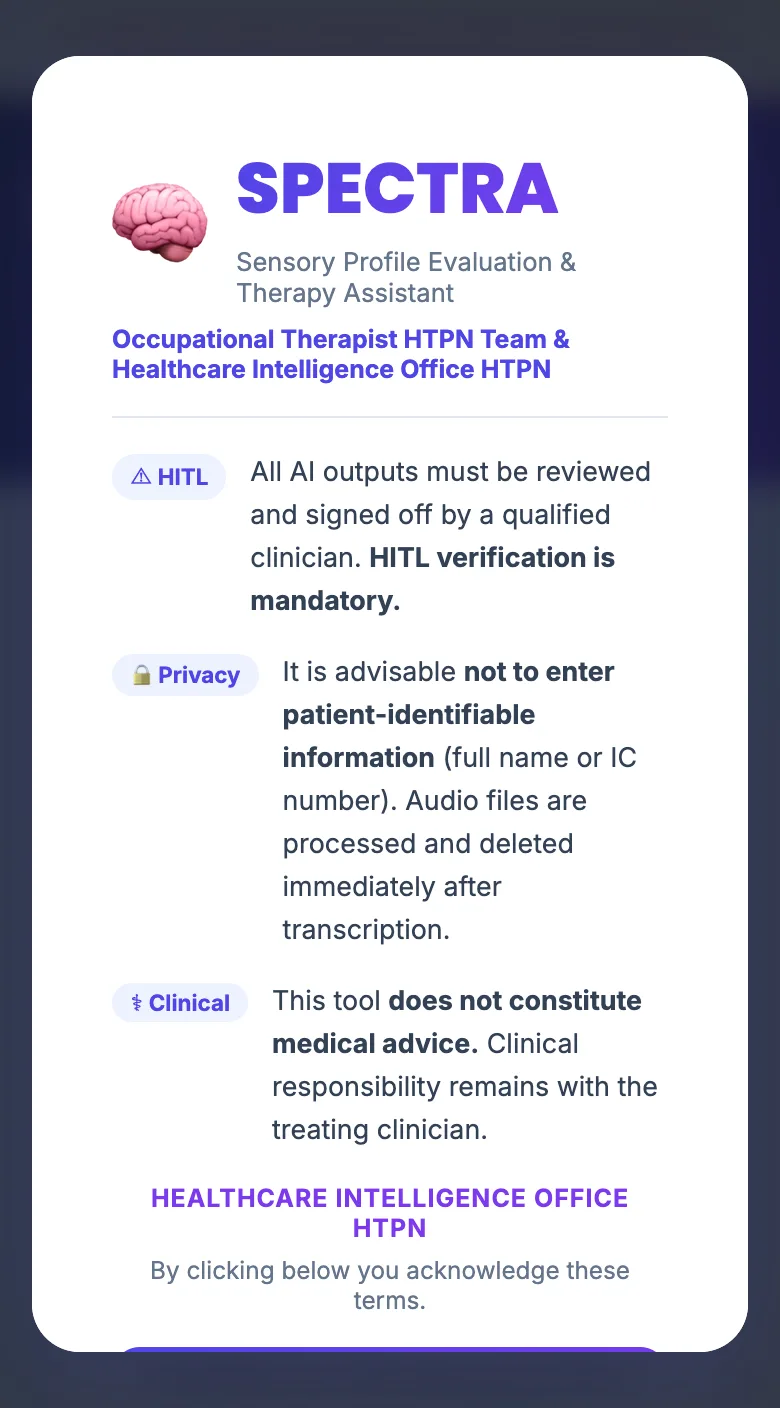 SPECTRA
Sensory Profile Evaluation &
Therapy Assistant
Occupational Therapist HTPN Team &
Healthcare Intelligence Office HTPN
⚠ HITL
All AI outputs must be reviewed
and signed off by a qualified
clinician. HITL verification is
mandatory.
🔒 Privacy
It is advisable not to enter
patient-identifiable
information (full name or IC
number). Audio files are
processed and deleted
immediately after
transcription.
⚕ Clinical
This tool does not constitute
medical advice. Clinical
responsibility remains with the
treating clinician.
HEALTHCARE INTELLIGENCE OFFICE
HTPN
By clicking below you acknowledge these
terms.